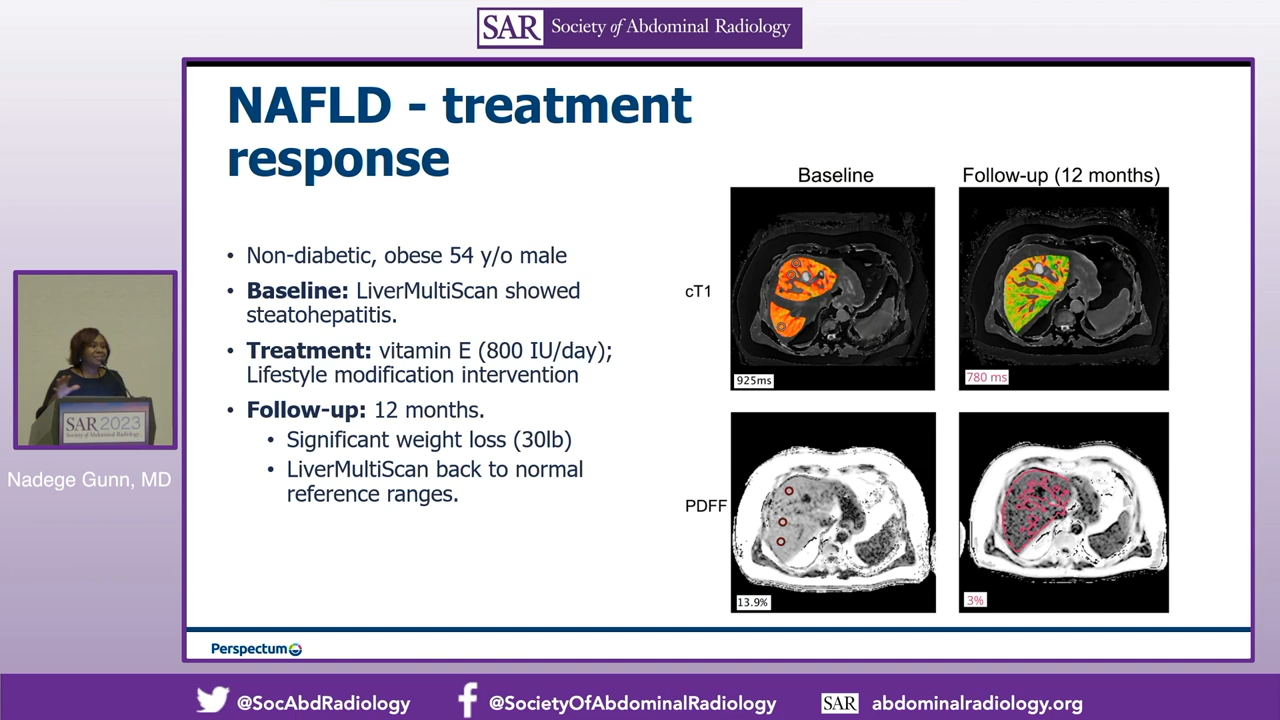 SAR Society of Abdominal Radiology
NAFLD - treatment
response
• Non-diabetic, obese 54 y/o male
• Baseline: LiverMultiScan showed
steatohepatitis.
• Treatment: vitamin E (800 IU/day);
Lifestyle modification intervention
• Follow-up: 12 months.
• Significant weight loss (30lb)
• LiverMultiScan back to normal
reference ranges.
Baseline
Follow-up (12 months)
cT1
925ms
780 ms
PDFF
13.9%
3%
Perspectum
SAR 2023
Society of Abdominal Radiology
Nadege Gunn, MD
@SocAbdRadiology
@SocietyOfAbdominalRadiology
SAR abdominalradiology.org